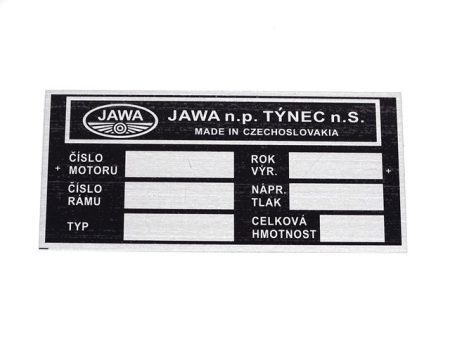 JAWA
JAWA n.p. TÝNEC n.S.
MADE IN CZECHOSLOVAKIA
ČÍSLO
MOTORU
ROK
VÝR.
ČÍSLO
RÁMU
NÁPR.
TLAK
TYP
CELKOVÁ
HMOTNOST